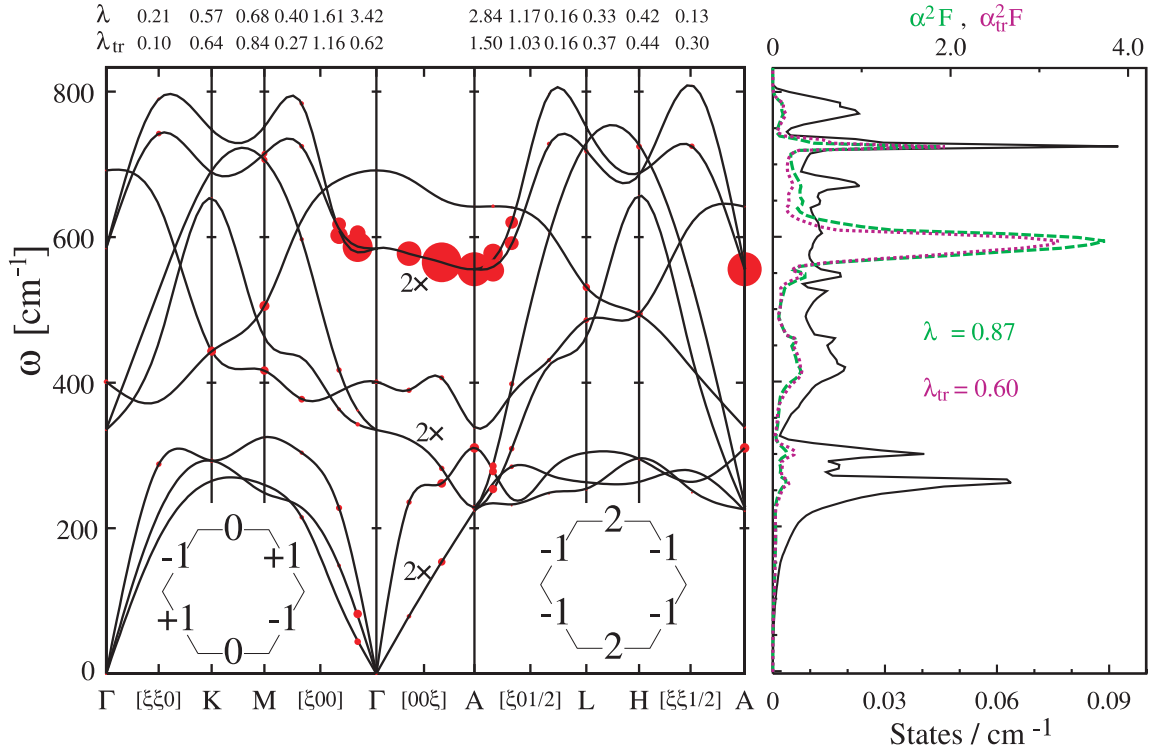 λ 0.21 0.57 0.68 0.40 1.61 3.42 2.84 1.17 0.16 0.33 0.42 0.13
λtr 0.10 0.64 0.84 0.27 1.16 0.62 1.50 1.03 0.16 0.37 0.44 0.30
α²F , α²trF
0 2.0 4.0
800
600
400
200
0
ω [cm⁻¹]
2×
2×
2×
0
-1 +1
+1 -1
0
2
-1 -1
-1 -1
2
λ = 0.87
λtr = 0.60
Γ [ξξ0] K M [ξ00] Γ [00ξ] A [ξ01/2] L H [ξξ1/2] A
0 0.03 0.06 0.09
States / cm⁻¹